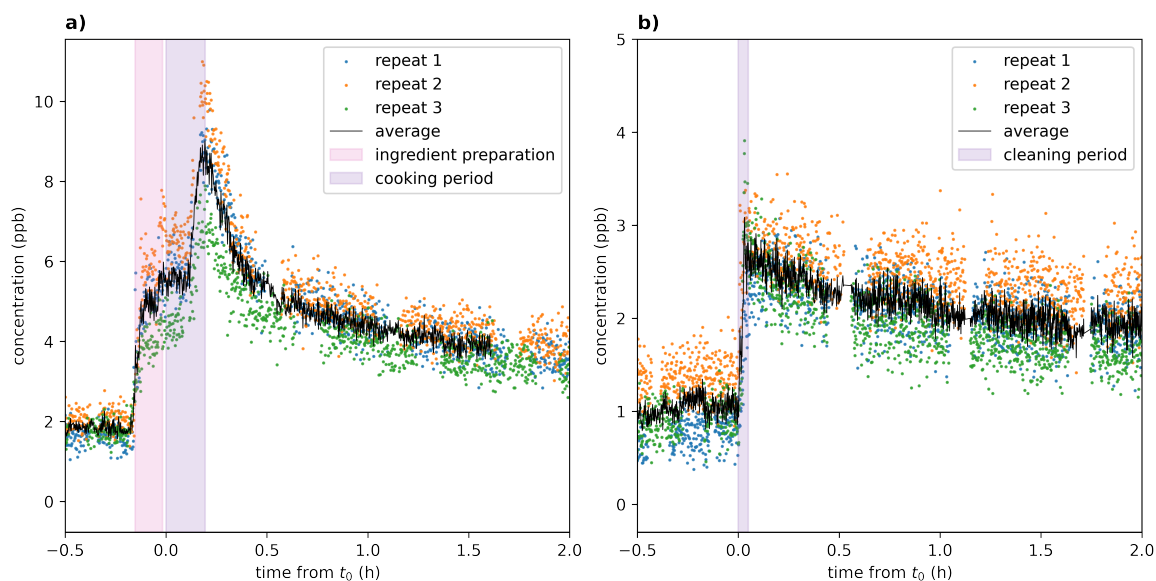 a)
concentration (ppb)
10
8
6
4
2
0
−0.5
0.0
0.5
1.0
1.5
2.0
time from t0 (h)
repeat 1
repeat 2
repeat 3
average
ingredient preparation
cooking period
b)
concentration (ppb)
5
4
3
2
1
0
−0.5
0.0
0.5
1.0
1.5
2.0
time from t0 (h)
repeat 1
repeat 2
repeat 3
average
cleaning period